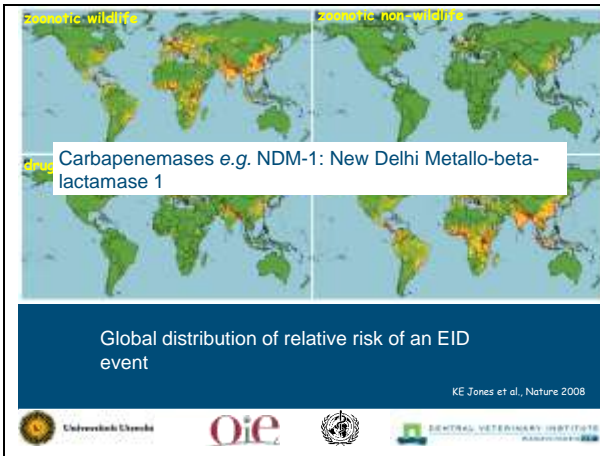 zoonotic wildlife
zoonotic non-wildlife
Carbapenemases e.g. NDM-1: New Delhi Metallo-beta-
lactamase 1
drug
Global distribution of relative risk of an EID
event
KE Jones et al., Nature 2008
Universiteit Utrecht
Oie
CENTRAL VETERINARY INSTITUTE